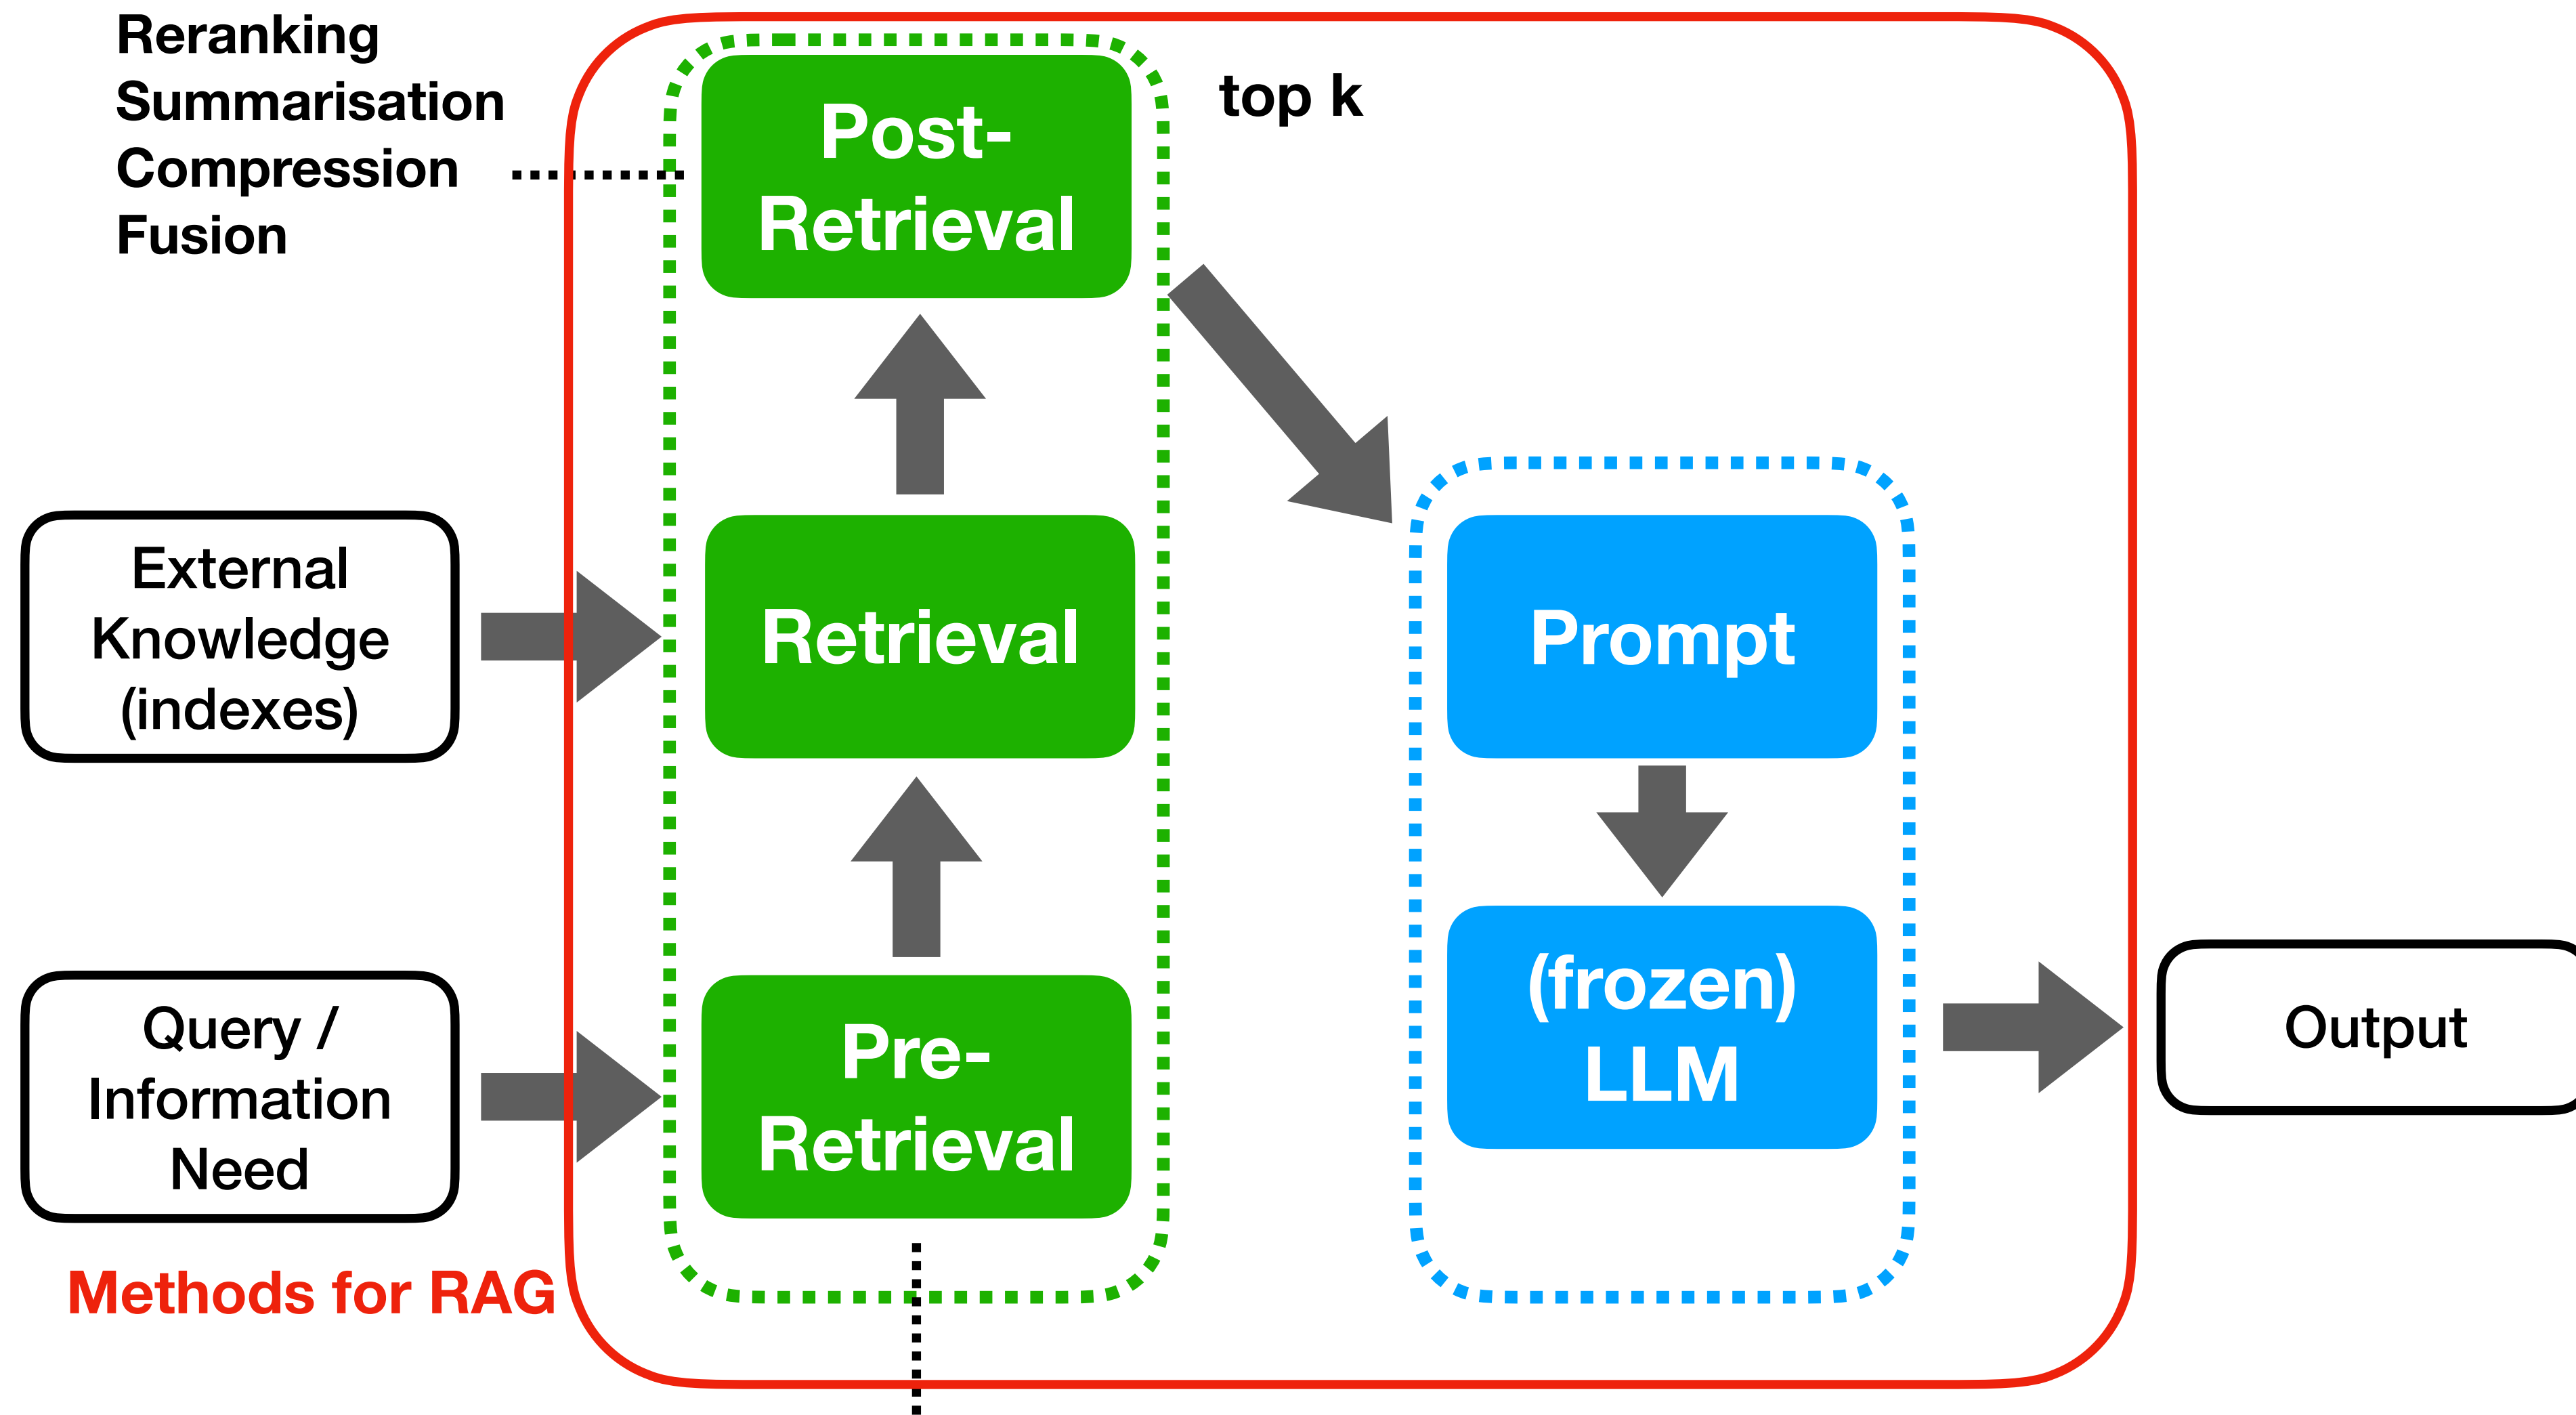 Reranking
Summarisation
Compression
Fusion
Post-
Retrieval
top k
External
Knowledge
(indexes)
Retrieval
Prompt
Query /
Information
Need
Pre-
Retrieval
(frozen)
LLM
Output
Methods for RAG